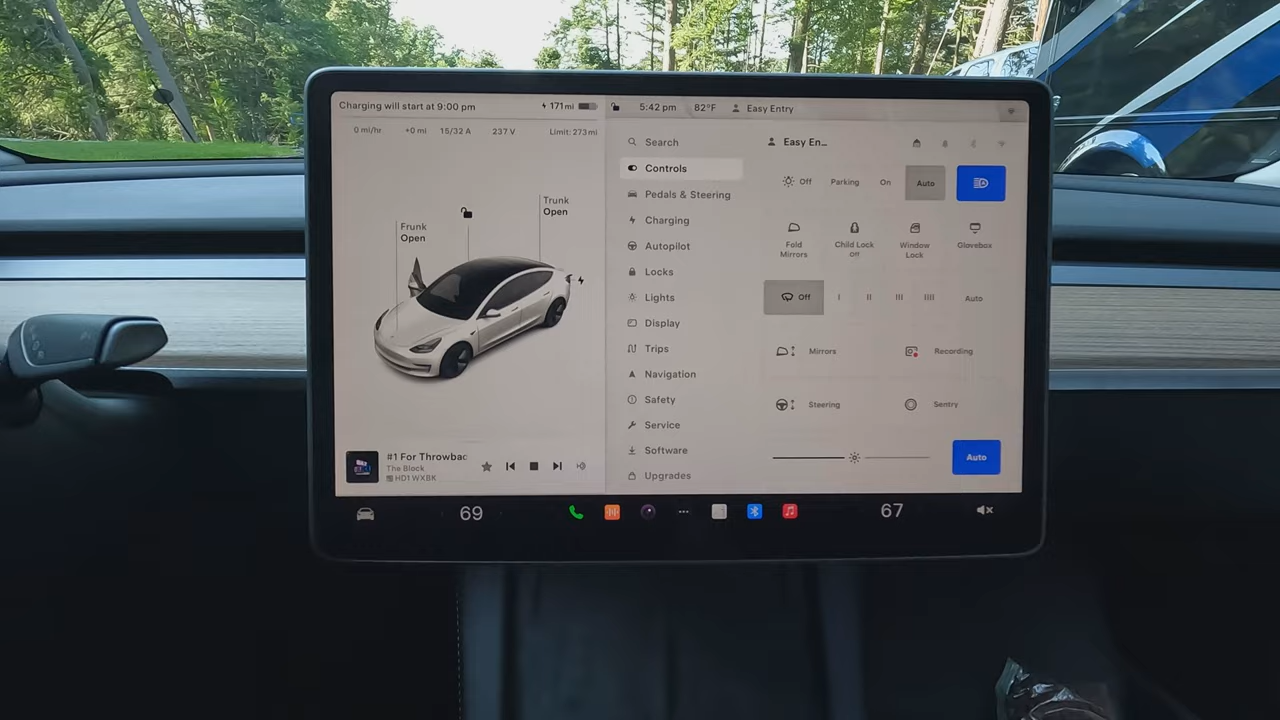 Charging will start at 9:00 pm
171 mi
0 mi/hr
+0 mi
15/32 A
237 V
Limit: 273 mi
Trunk
Open
Frunk
Open
#1 For Throwbac
The Block
HD1 WXBK
5:42 pm
82°F
Easy Entry
Search
Controls
Pedals & Steering
Charging
Autopilot
Locks
Lights
Display
Trips
Navigation
Safety
Service
Software
Upgrades
Easy En...
Off
Parking
On
Auto
Fold
Mirrors
Child Lock
Off
Window
Lock
Glovebox
Off
I
II
III
IIII
Auto
Mirrors
Recording
Steering
Sentry
Auto
69
67